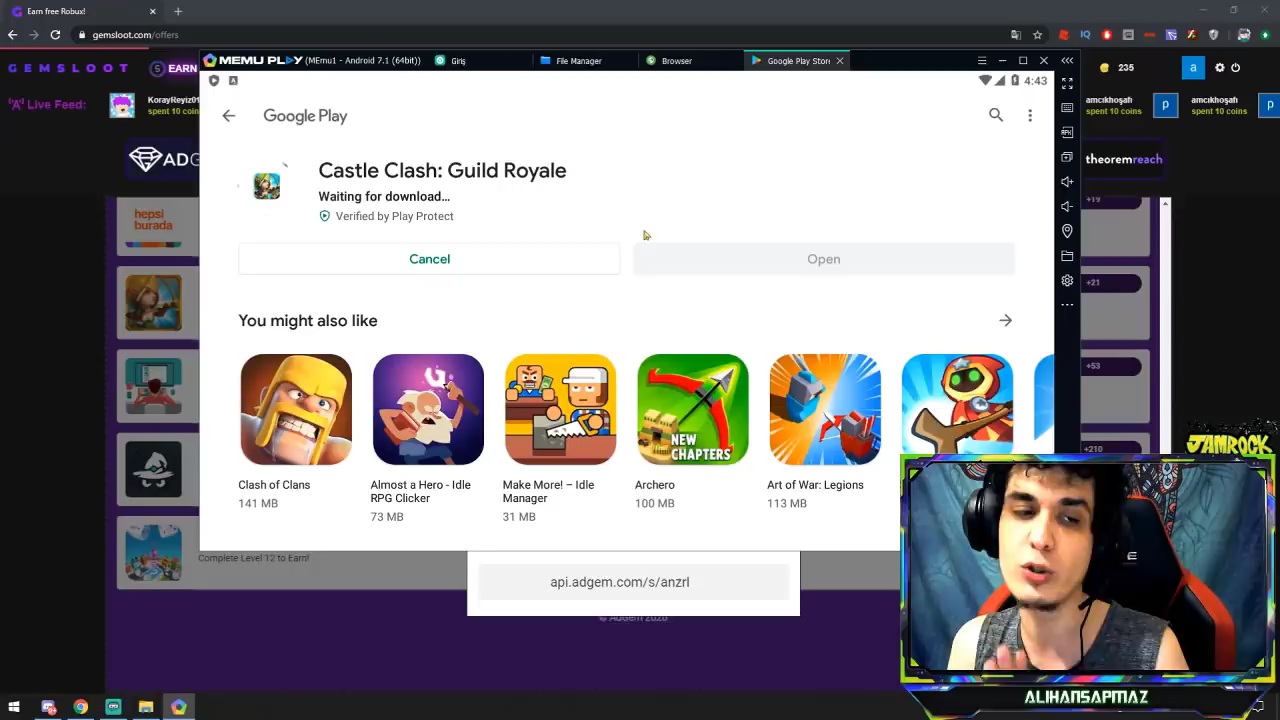 Earn free Robux!
gemsloot.com/offers
MEMU PLAY (MEmu1 - Android 7.1 (64bit))
Giriş
File Manager
Browser
Google Play Store
GEMSLOOT
EARN
235
a
"A" Live Feed:
KorayReyiz01
spent 10 coins
4:43
amcıkhoşafı
spent 10 coins
p
amcıkhoşafı
spent 10 coins
p
Google Play
ADG
theoremreach
Castle Clash: Guild Royale
Waiting for download...
Verified by Play Protect
hepsi
burada
+19
Cancel
Open
+21
You might also like
+53
NEW
CHAPTERS
+210
JAMROCK
Clash of Clans
141 MB
Almost a Hero - Idle
RPG Clicker
73 MB
Make More! – Idle
Manager
31 MB
Archero
100 MB
Art of War: Legions
113 MB
Complete Level 12 to Earn!
api.adgem.com/s/anzrl
© AdGem 2020
ALIHANSAPMAZ